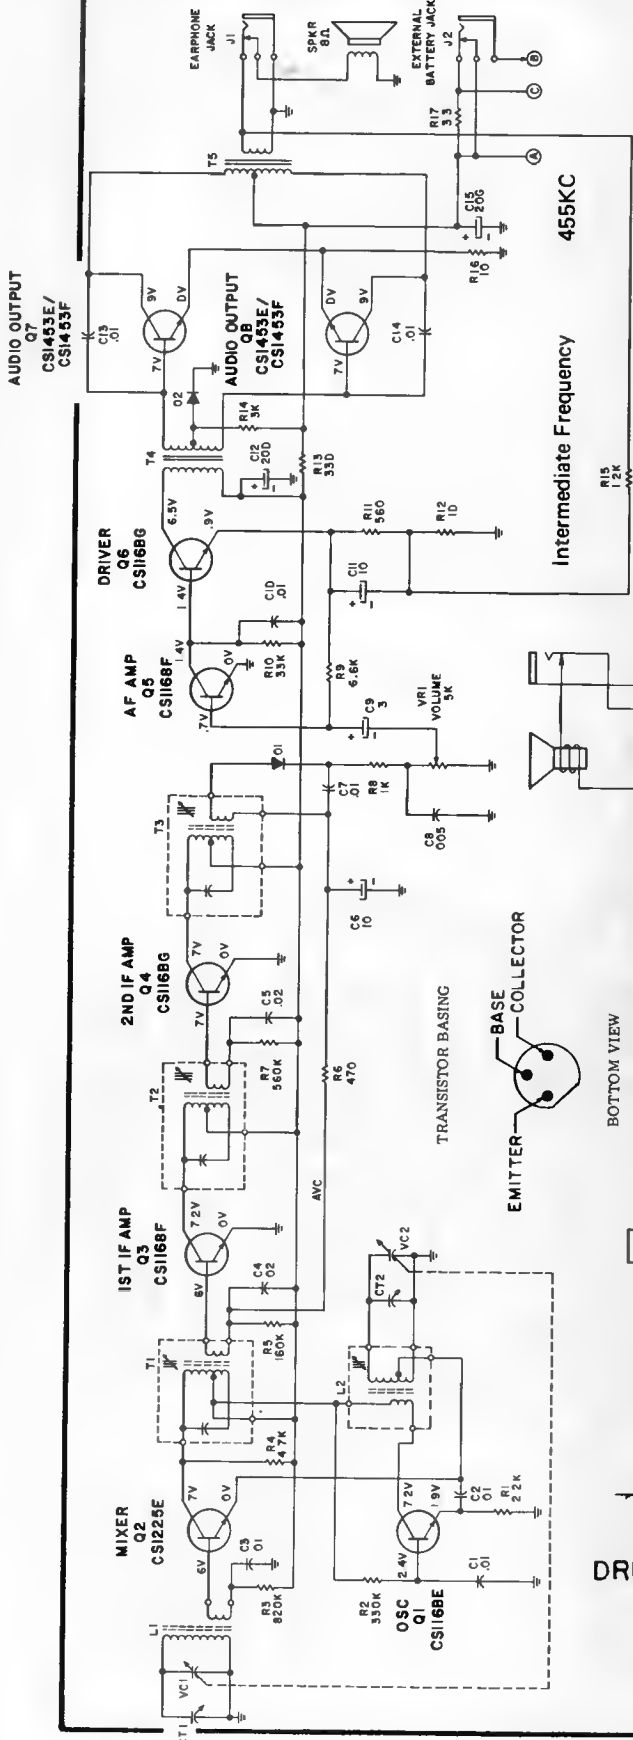 AUDIO OUTPUT
Q7
CS1453E/
CS1453F
C13
.01
9V
0V
7V
AUDIO OUTPUT
Q8
CS1453E/
CS1453F
0V
9V
7V
C14
.01
EARPHONE
JACK
J1
SPKR
8Ω
EXTERNAL
BATTERY JACK
J2
B
C
A
R17
33
T5
C15
200
+
-
R16
10
455KC
Intermediate Frequency
R15
1 2K
T4
D2
R14
3K
C12
200
+
-
R13
330
DRIVER
Q6
CS1168G
6.5V
.9V
1 4V
R11
560
R12
10
C11
10
+
-
AF AMP
Q5
CS1168F
1.4V
0V
.7V
C10
.01
R10
33K
R9
6.6K
C9
3
+
-
VR1
VOLUME
5K
T3
D1
C7
.01
R8
1K
C8
005
C6
10
+
-
2ND IF AMP
Q4
CS1168G
7V
0V
7V
C5
.02
R7
560K
R6
470
AVC
T2
1ST IF AMP
Q3
CS1168F
7 2V
0V
6V
C4
02
R5
160K
T1
R4
4 7K
MIXER
Q2
CS1225E
7V
0V
6V
C3
01
R3
820K
L1
VC1
CT1
L2
CT2
VC2
R2
330K
OSC
Q1
CS1168E
7 2V
1 9V
2.4V
C1
.01
C2
01
R1
2.2K
TRANSISTOR BASING
EMITTER
BASE
COLLECTOR
BOTTOM VIEW